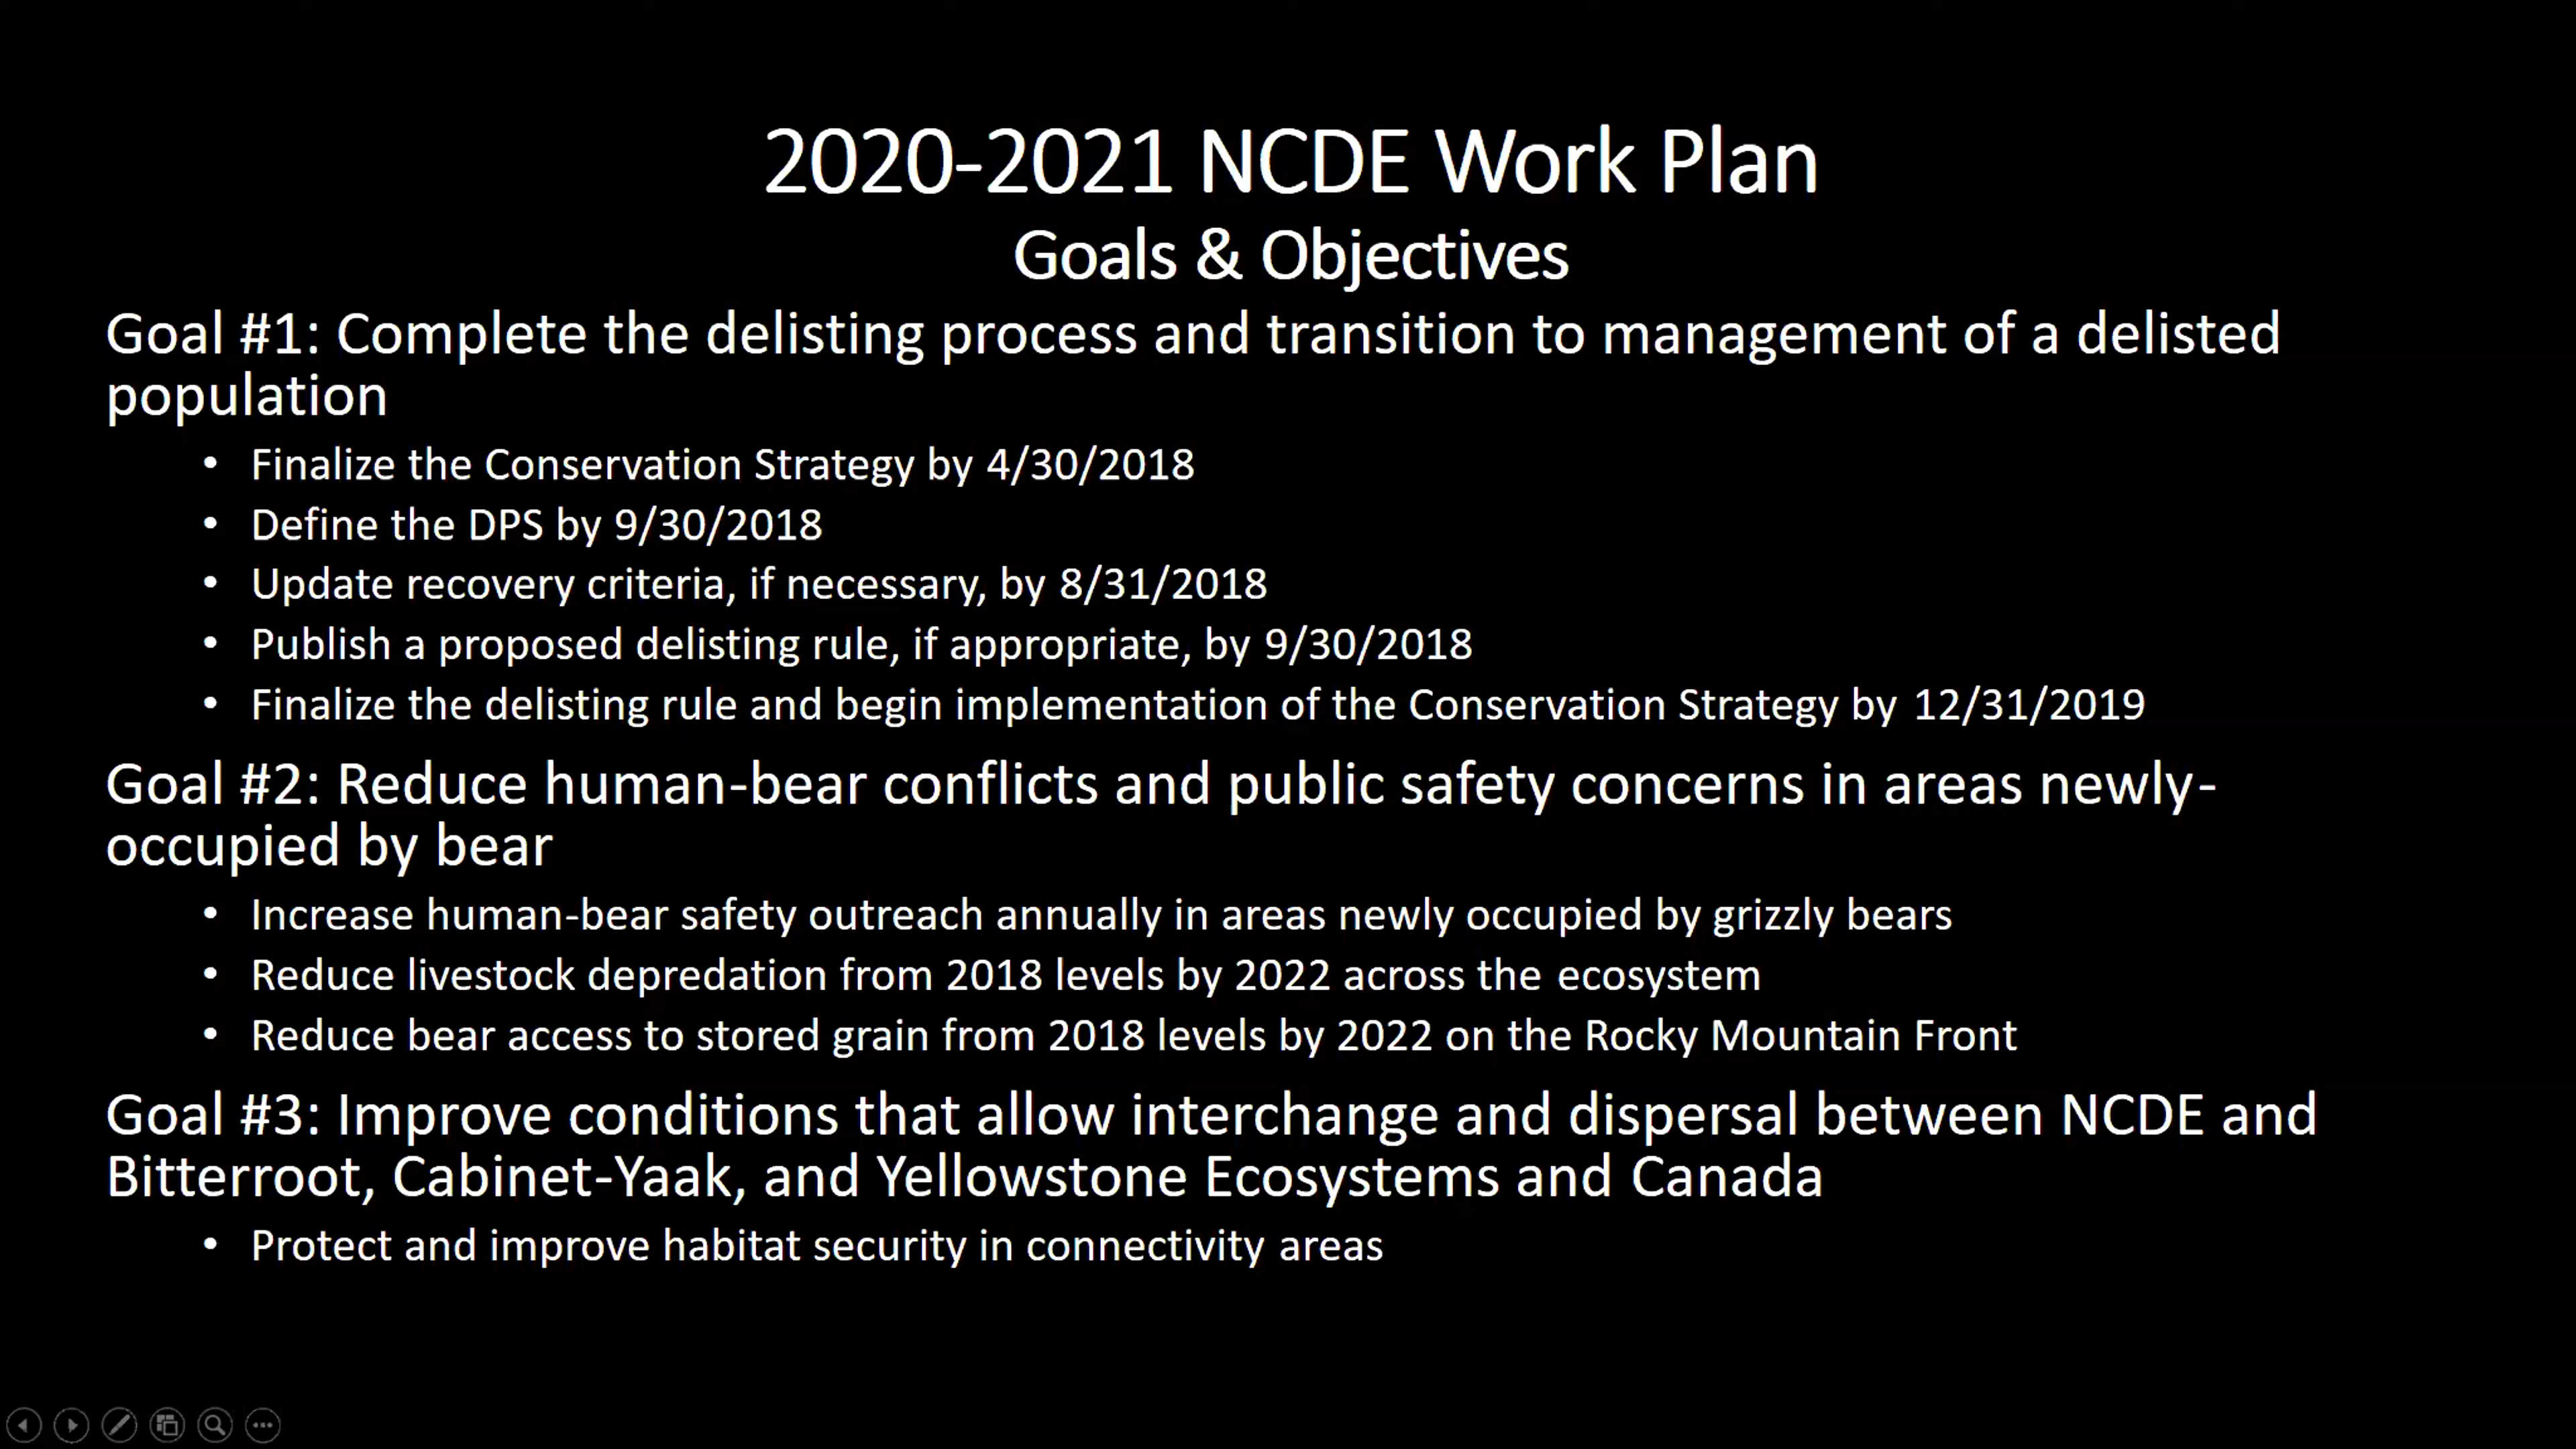 2020-2021 NCDE Work Plan
Goals & Objectives
Goal #1: Complete the delisting process and transition to management of a delisted
population
• Finalize the Conservation Strategy by 4/30/2018
• Define the DPS by 9/30/2018
• Update recovery criteria, if necessary, by 8/31/2018
• Publish a proposed delisting rule, if appropriate, by 9/30/2018
• Finalize the delisting rule and begin implementation of the Conservation Strategy by 12/31/2019
Goal #2: Reduce human-bear conflicts and public safety concerns in areas newly-
occupied by bear
• Increase human-bear safety outreach annually in areas newly occupied by grizzly bears
• Reduce livestock depredation from 2018 levels by 2022 across the ecosystem
• Reduce bear access to stored grain from 2018 levels by 2022 on the Rocky Mountain Front
Goal #3: Improve conditions that allow interchange and dispersal between NCDE and
Bitterroot, Cabinet-Yaak, and Yellowstone Ecosystems and Canada
• Protect and improve habitat security in connectivity areas